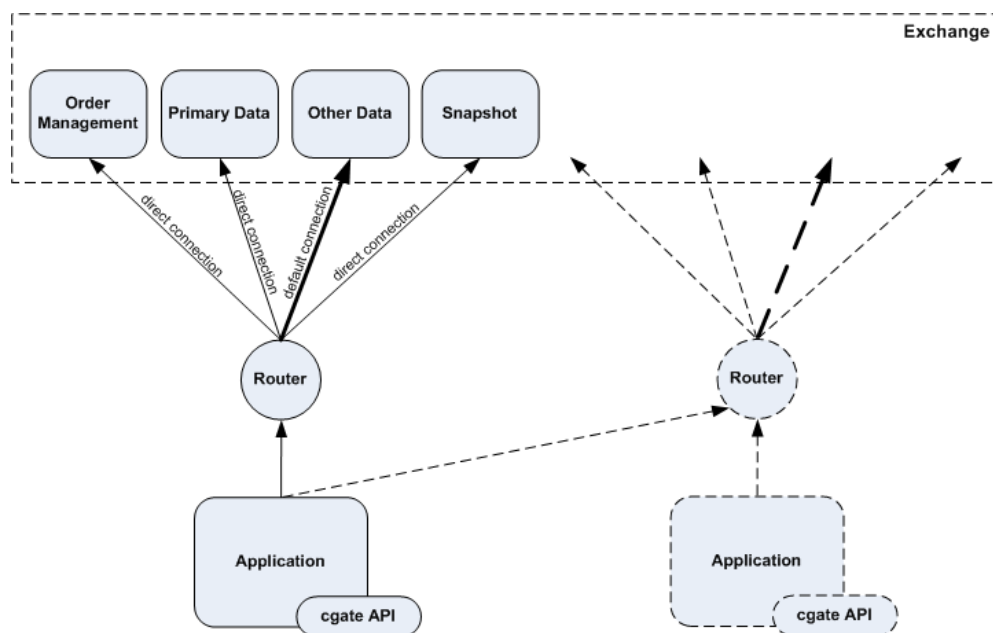 Exchange
Order
Management
Primary Data
Other Data
Snapshot
direct connection
direct connection
default connection
direct connection
Router
Router
Application
Application
cgate API
cgate API